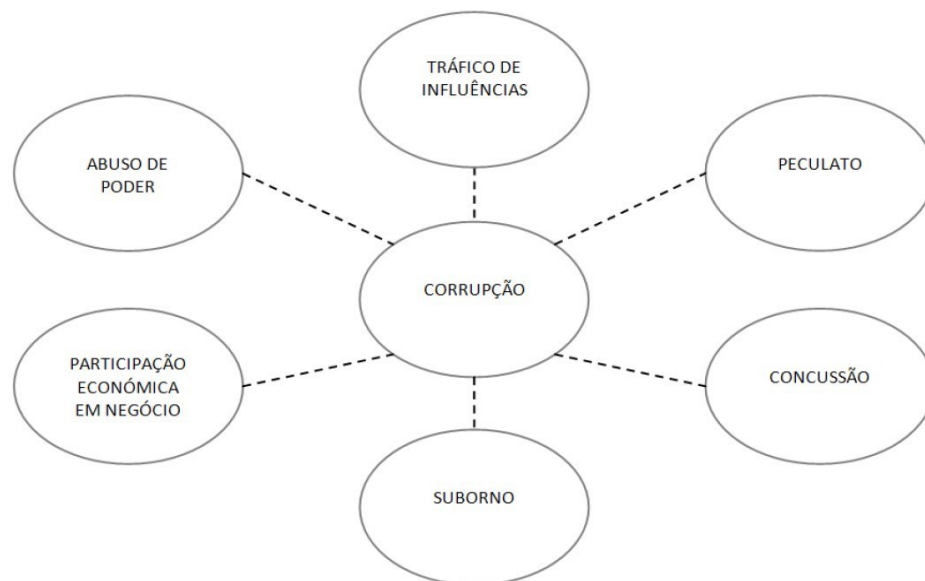 TRÁFICO DE
INFLUÊNCIAS
ABUSO DE
PODER
PECULATO
CORRUPÇÃO
PARTICIPAÇÃO
ECONÓMICA
EM NEGÓCIO
CONCUSSÃO
SUBORNO